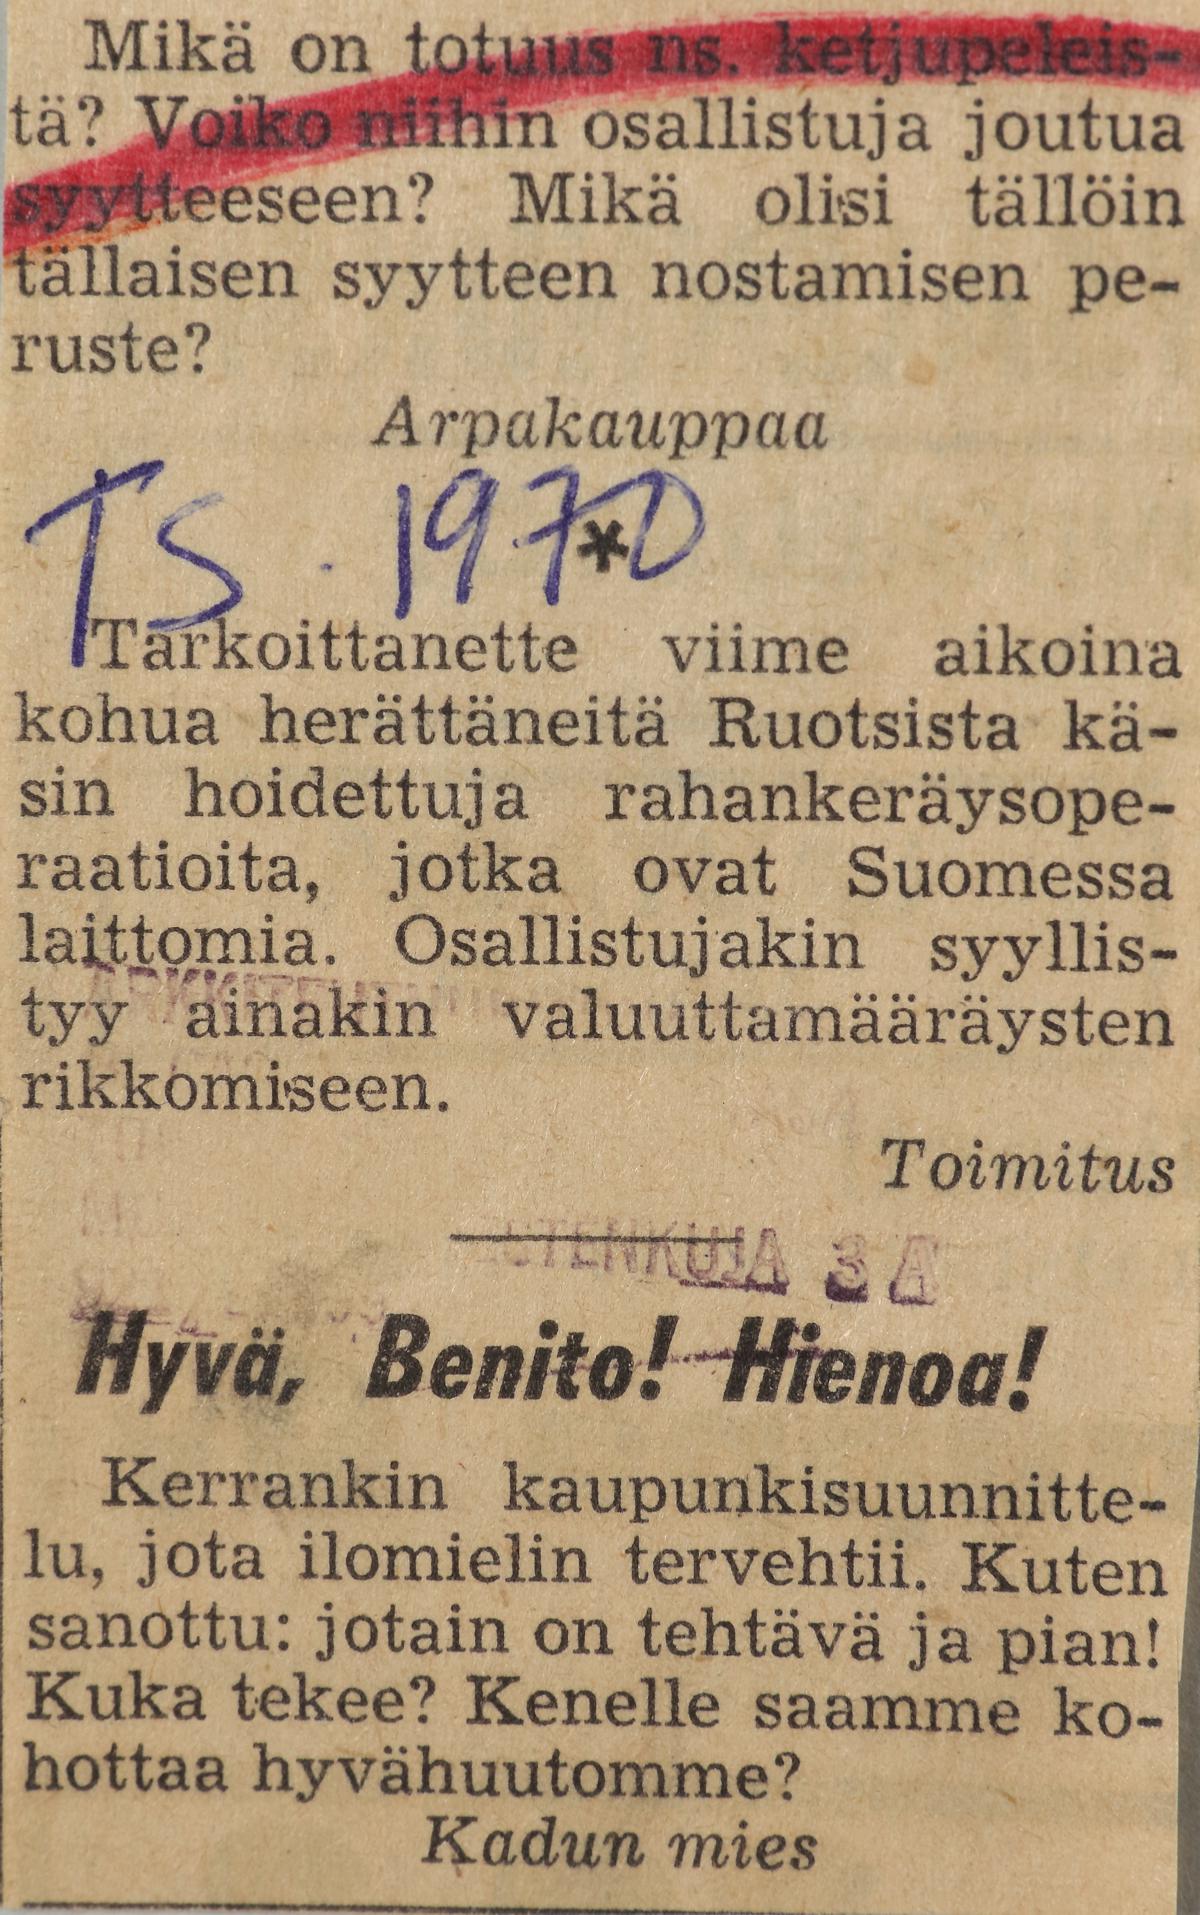 Mikä on totuus ns. ketjupeleis-
tä? Voiko niihin osallistuja joutua
syytteeseen? Mikä olisi tällöin
tällaisen syytteen nostamisen pe-
ruste?
Arpakauppaa
TS. 1970
*
Tarkoittanette viime aikoina
kohua herättäneitä Ruotsista kä-
sin hoidettuja rahankeräysope-
raatioita, jotka ovat Suomessa
laittomia. Osallistujakin syyllis-
tyy ainakin valuuttamääräysten
rikkomiseen.
Toimitus
3 A
Hyvä, Benito! Hienoa!
Kerrankin kaupunkisuunnitte-
lu, jota ilomielin tervehtii. Kuten
sanottu: jotain on tehtävä ja pian!
Kuka tekee? Kenelle saamme ko-
hottaa hyvähuutomme?
Kadun mies